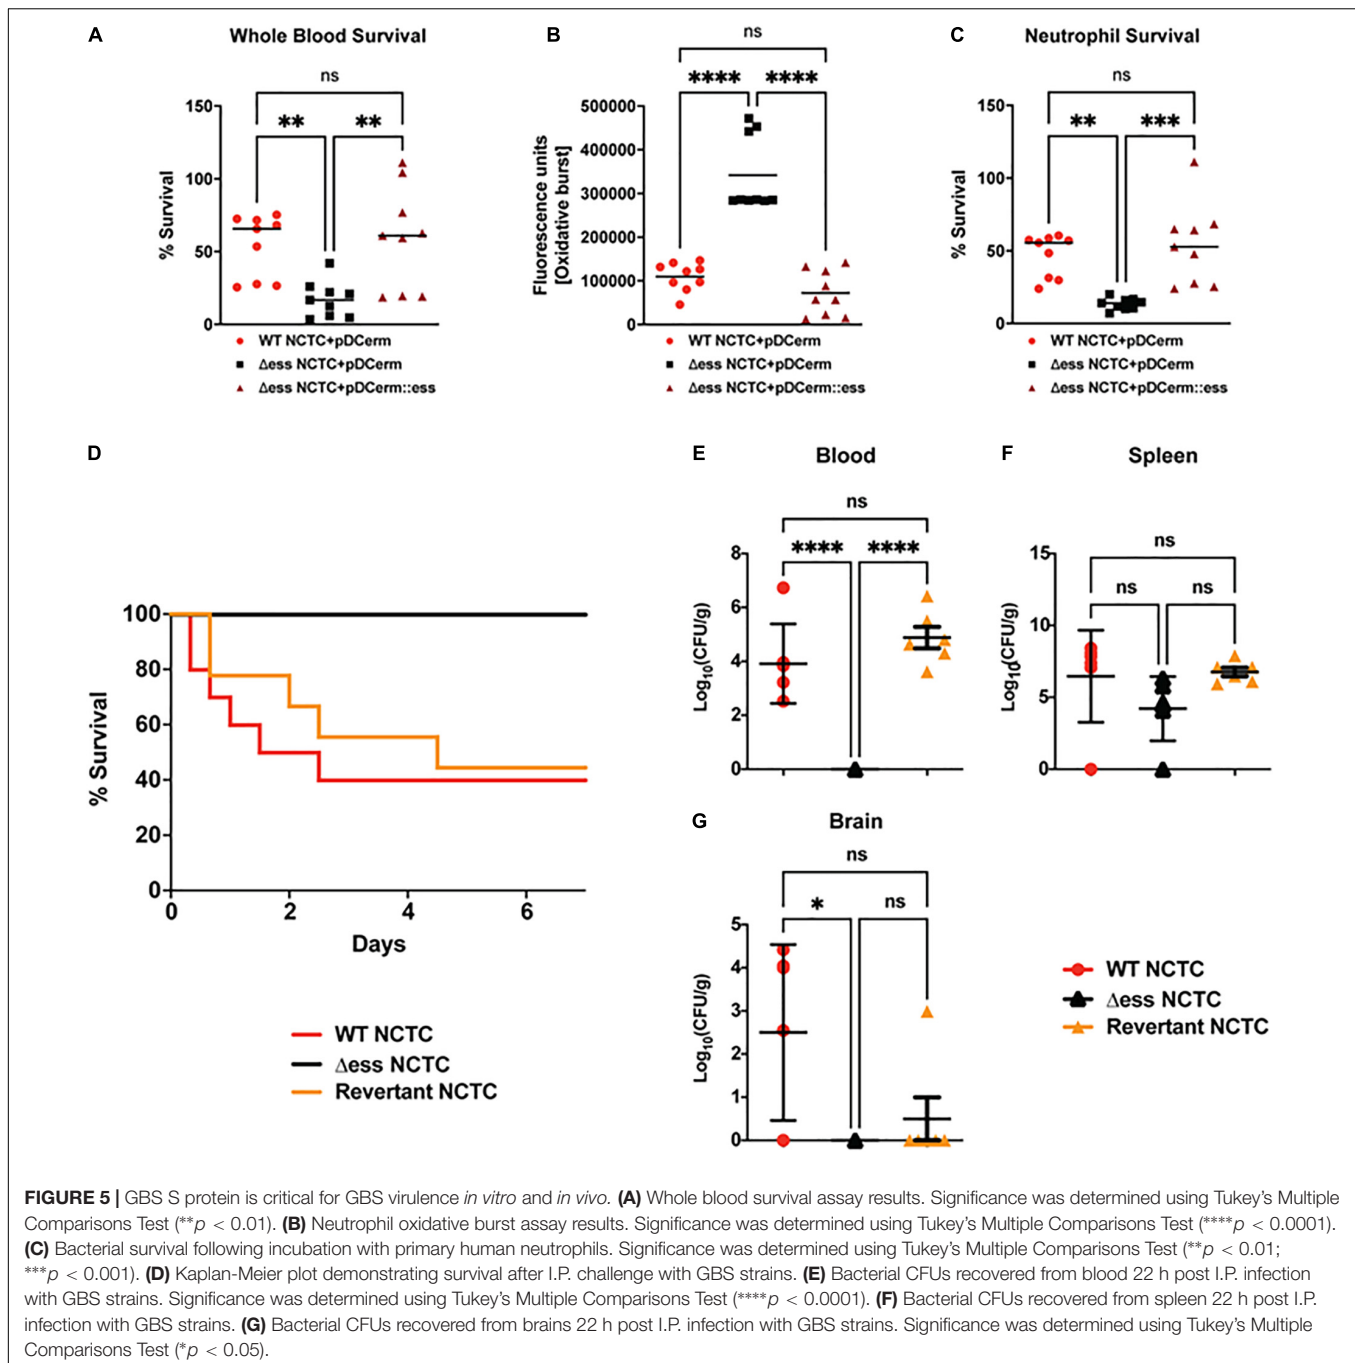 A
Whole Blood Survival
ns
** **
% Survival
150
100
50
0
WT NCTC+pDCerm
Δess NCTC+pDCerm
Δess NCTC+pDCerm::ess
B
ns
**** ****
Fluorescence units
[Oxidative burst]
500000
400000
300000
200000
100000
0
WT NCTC+pDCerm
Δess NCTC+pDCerm
Δess NCTC+pDCerm::ess
C
Neutrophil Survival
ns
** ***
% Survival
150
100
50
0
WT NCTC+pDCerm
Δess NCTC+pDCerm
Δess NCTC+pDCerm::ess
D
% Survival
100
80
60
40
20
0
0 2 4 6
Days
WT NCTC
Δess NCTC
Revertant NCTC
E
Blood
ns
**** ****
Log10(CFU/g)
8
6
4
2
0
F
Spleen
ns
ns ns
Log10(CFU/g)
15
10
5
0
G
Brain
ns
* ns
Log10(CFU/g)
5
4
3
2
1
0
WT NCTC
Δess NCTC
Revertant NCTC
FIGURE 5 | GBS S protein is critical for GBS virulence in vitro and in vivo. (A) Whole blood survival assay results. Significance was determined using Tukey's Multiple
Comparisons Test (**p < 0.01). (B) Neutrophil oxidative burst assay results. Significance was determined using Tukey's Multiple Comparisons Test (****p < 0.0001).
(C) Bacterial survival following incubation with primary human neutrophils. Significance was determined using Tukey's Multiple Comparisons Test (**p < 0.01;
***p < 0.001). (D) Kaplan-Meier plot demonstrating survival after I.P. challenge with GBS strains. (E) Bacterial CFUs recovered from blood 22 h post I.P. infection
with GBS strains. Significance was determined using Tukey's Multiple Comparisons Test (****p < 0.0001). (F) Bacterial CFUs recovered from spleen 22 h post I.P.
infection with GBS strains. (G) Bacterial CFUs recovered from brains 22 h post I.P. infection with GBS strains. Significance was determined using Tukey's Multiple
Comparisons Test (*p < 0.05).